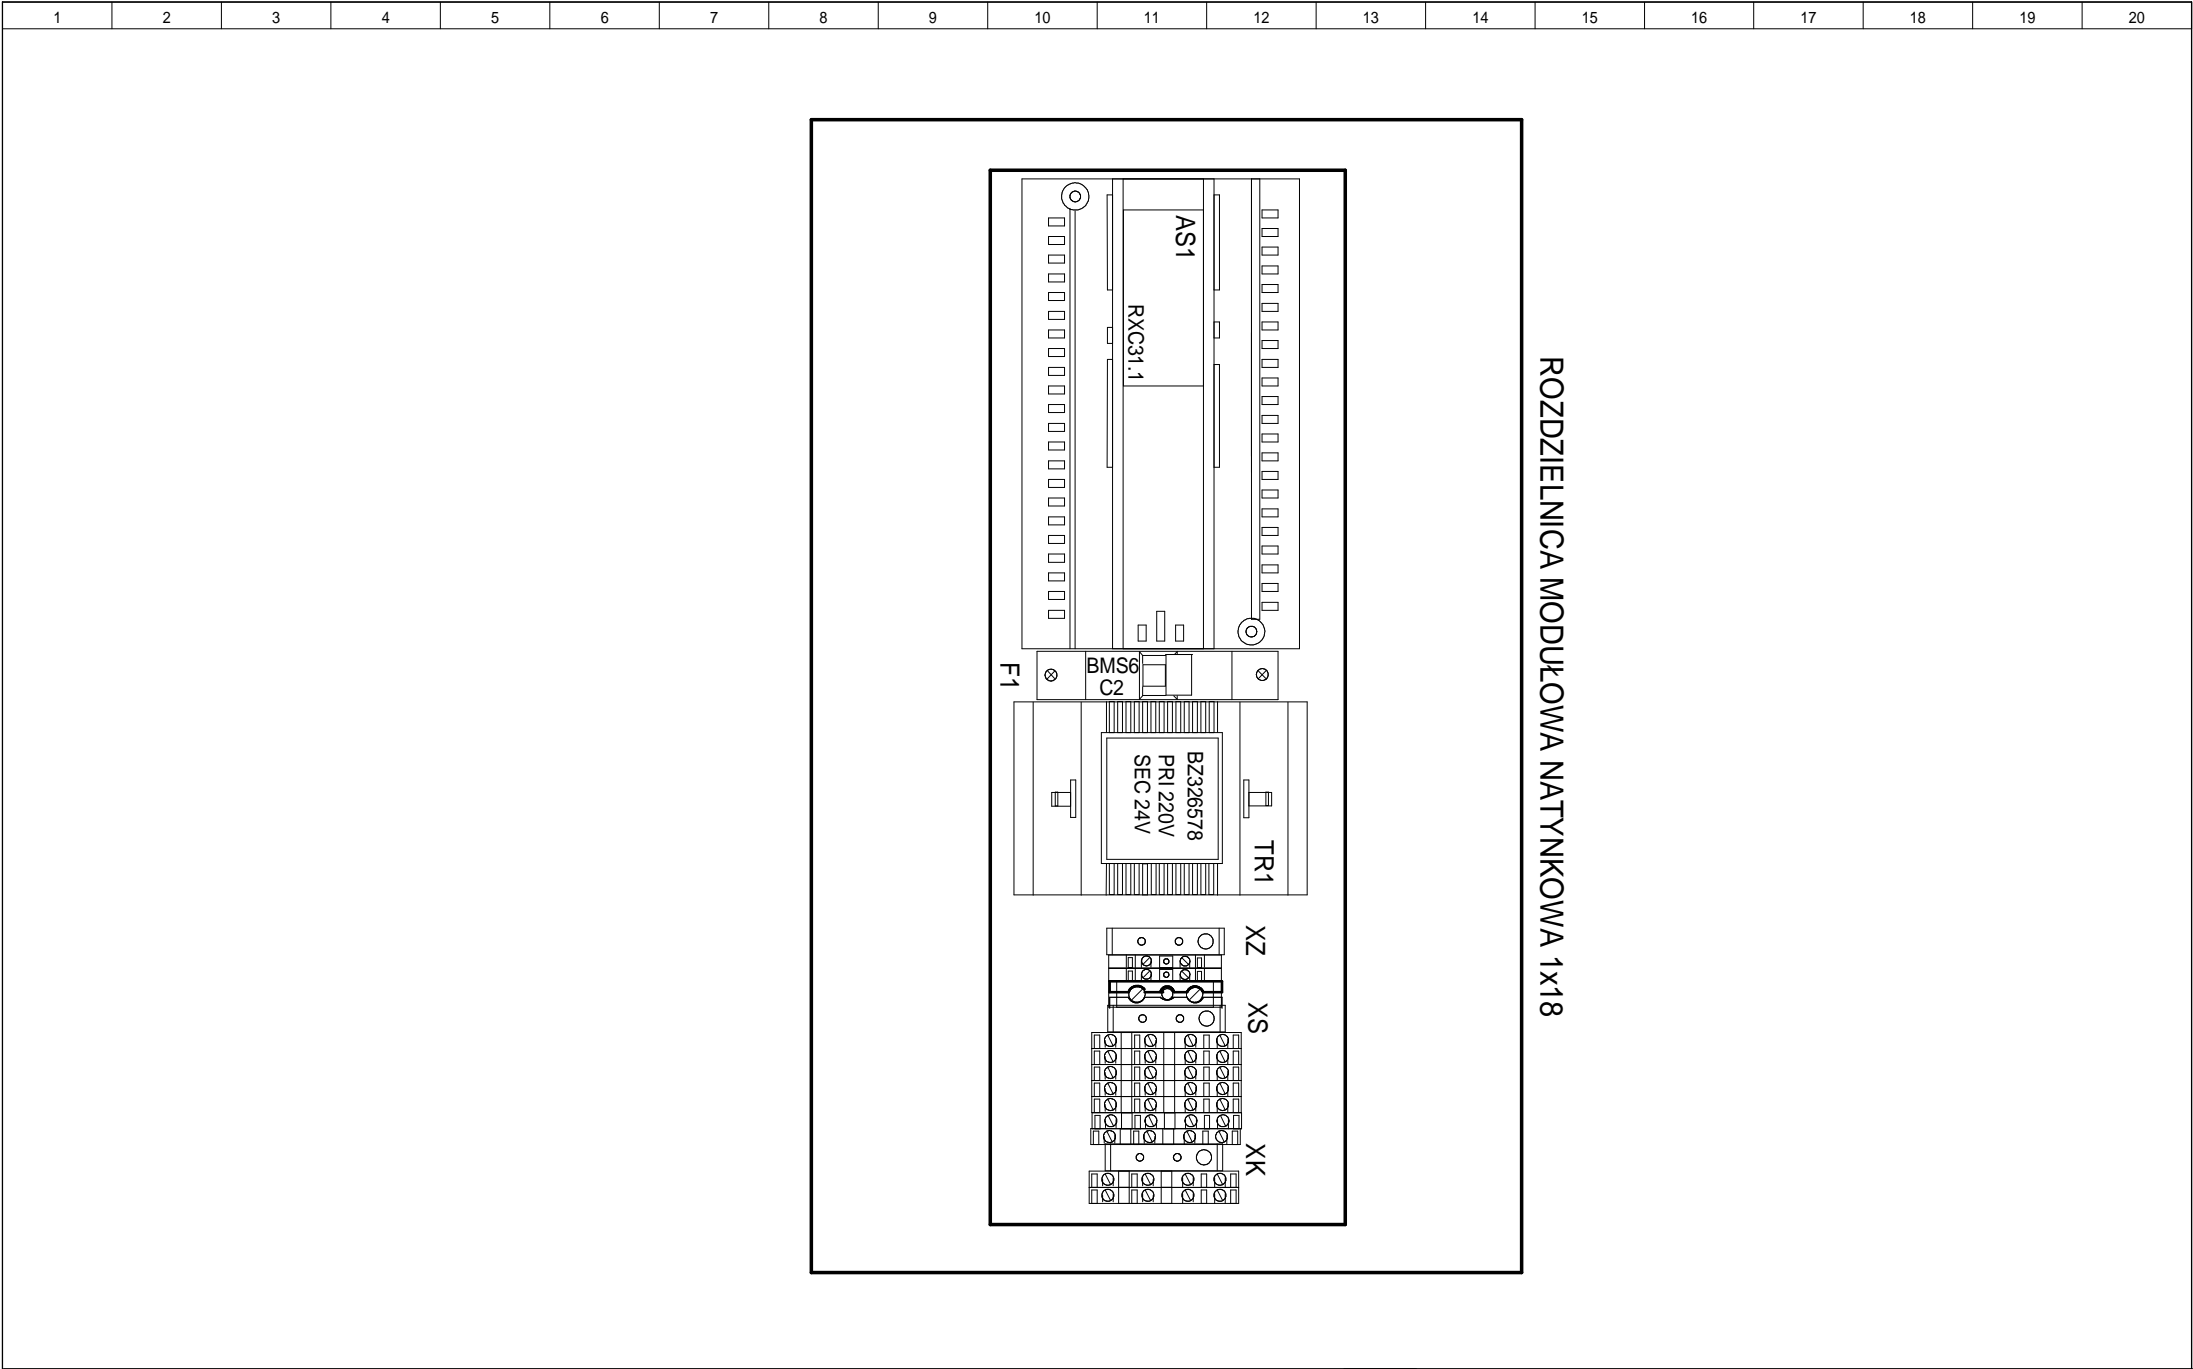 1 2 3 4 5 6 7 8 9 10 11 12 13 14 15 16 17 18 19 20
ROZDZIELNICA MODUŁOWA NATYNKOWA 1x18
AS1
RXC31.1
F1
BMS6
C2
BZ326578
PRI 220V
SEC 24V
TR1
XZ
XS
XK